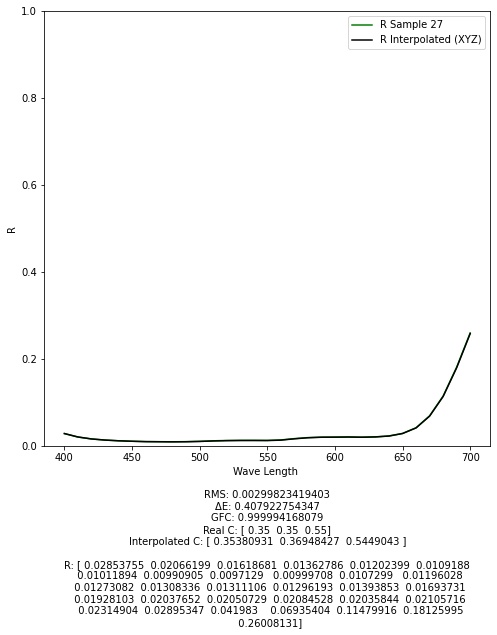 1.0
R Sample 27
R Interpolated (XYZ)
0.8
0.6
R
0.4
0.2
0.0
400 450 500 550 600 650 700
Wave Length
RMS: 0.00299823419403
ΔE: 0.407922754347
GFC: 0.999994168079
Real C: [ 0.35 0.35 0.55]
Interpolated C: [ 0.35380931 0.36948427 0.5449043 ]
R: [ 0.02853755 0.02066199 0.01618681 0.01362786 0.01202399 0.0109188
0.01011894 0.00990905 0.0097129 0.00999708 0.0107299 0.01196028
0.01273082 0.01308336 0.01311106 0.01296193 0.01393853 0.01693731
0.01928103 0.02037652 0.02050729 0.02084528 0.02035844 0.02105716
0.02314904 0.02895347 0.041983 0.06935404 0.11479916 0.18125995
0.26008131]